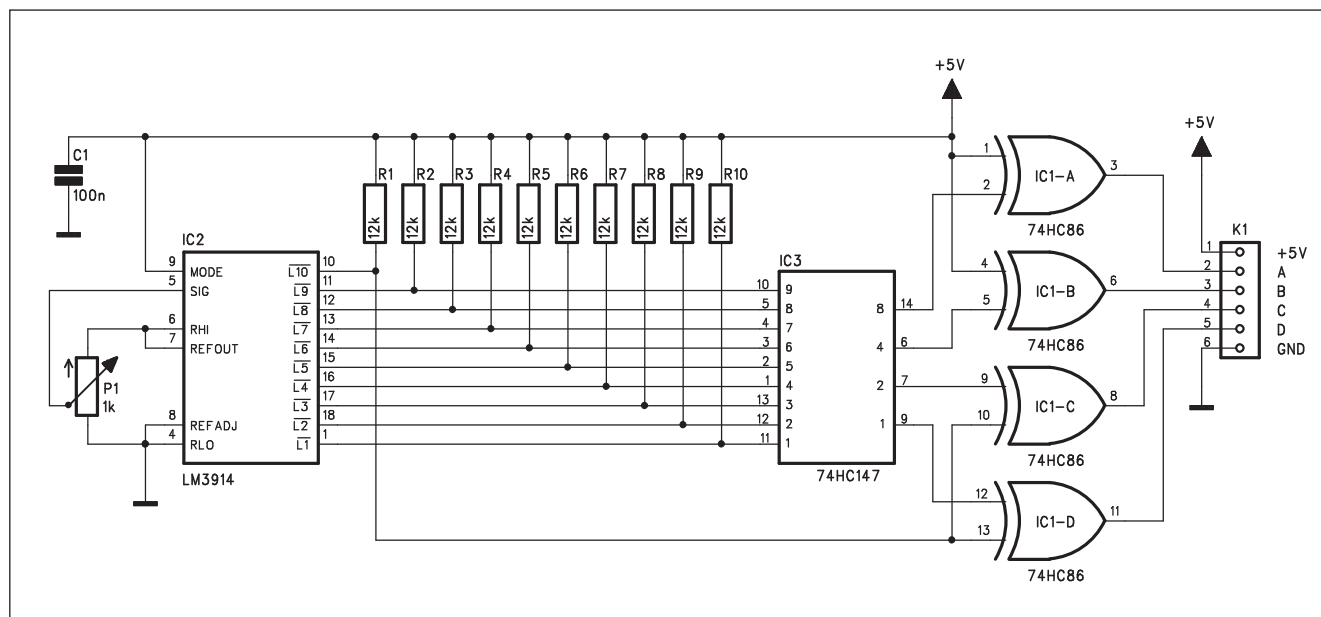 +5V
+5V
C1
100n
R1 R2 R3 R4 R5 R6 R7 R8 R9 R10
12k 12k 12k 12k 12k 12k 12k 12k 12k 12k
IC2
9 MODE
5 SIG
6 RHI
7 REFOUT
8 REFADJ
4 RLO
L10 10
L9 11
L8 12
L7 13
L6 14
L5 15
L4 16
L3 17
L2 18
L1 1
LM3914
P1
1k
IC3
10 9
5 8
4 7
3 6
2 5
1 4
13 3
12 2
11 1
8 14
4 6
2 7
1 9
74HC147
1
2
IC1-A
3
74HC86
4
5
IC1-B
6
74HC86
9
10
IC1-C
8
74HC86
12
13
IC1-D
11
74HC86
K1
1 +5V
2 A
3 B
4 C
5 D
6 GND